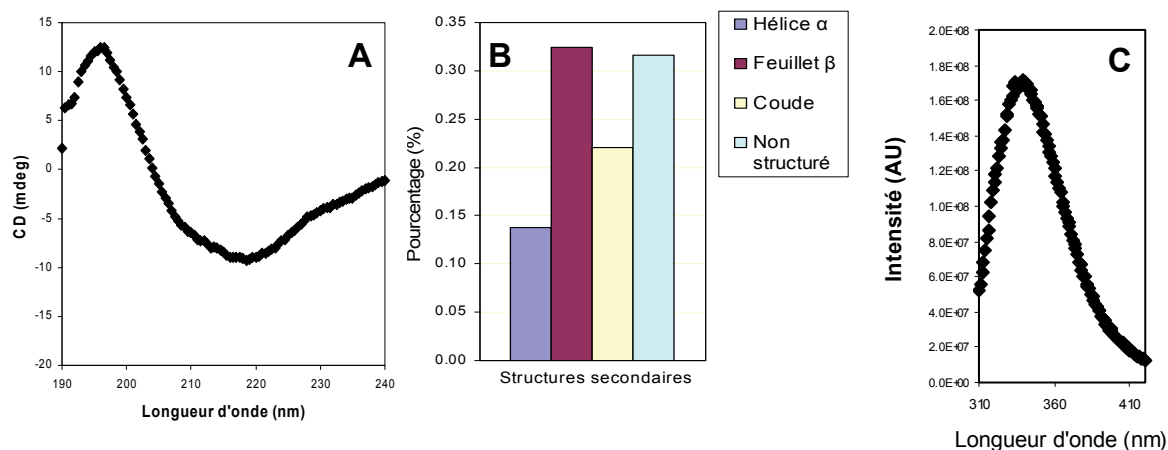 A
CD (mdeg)
15
10
5
0
-5
-10
-15
-20
190
200
210
220
230
240
Longueur d'onde (nm)
B
Pourcentage (%)
0.35
0.30
0.25
0.20
0.15
0.10
0.05
0.00
Structures secondaires
Hélice α
Feuillet β
Coude
Non
structuré
C
Intensité (AU)
2.0E+08
1.8E+08
1.6E+08
1.4E+08
1.2E+08
1.0E+08
8.0E+07
6.0E+07
4.0E+07
2.0E+07
0.0E+00
310
360
410
Longueur d'onde (nm)